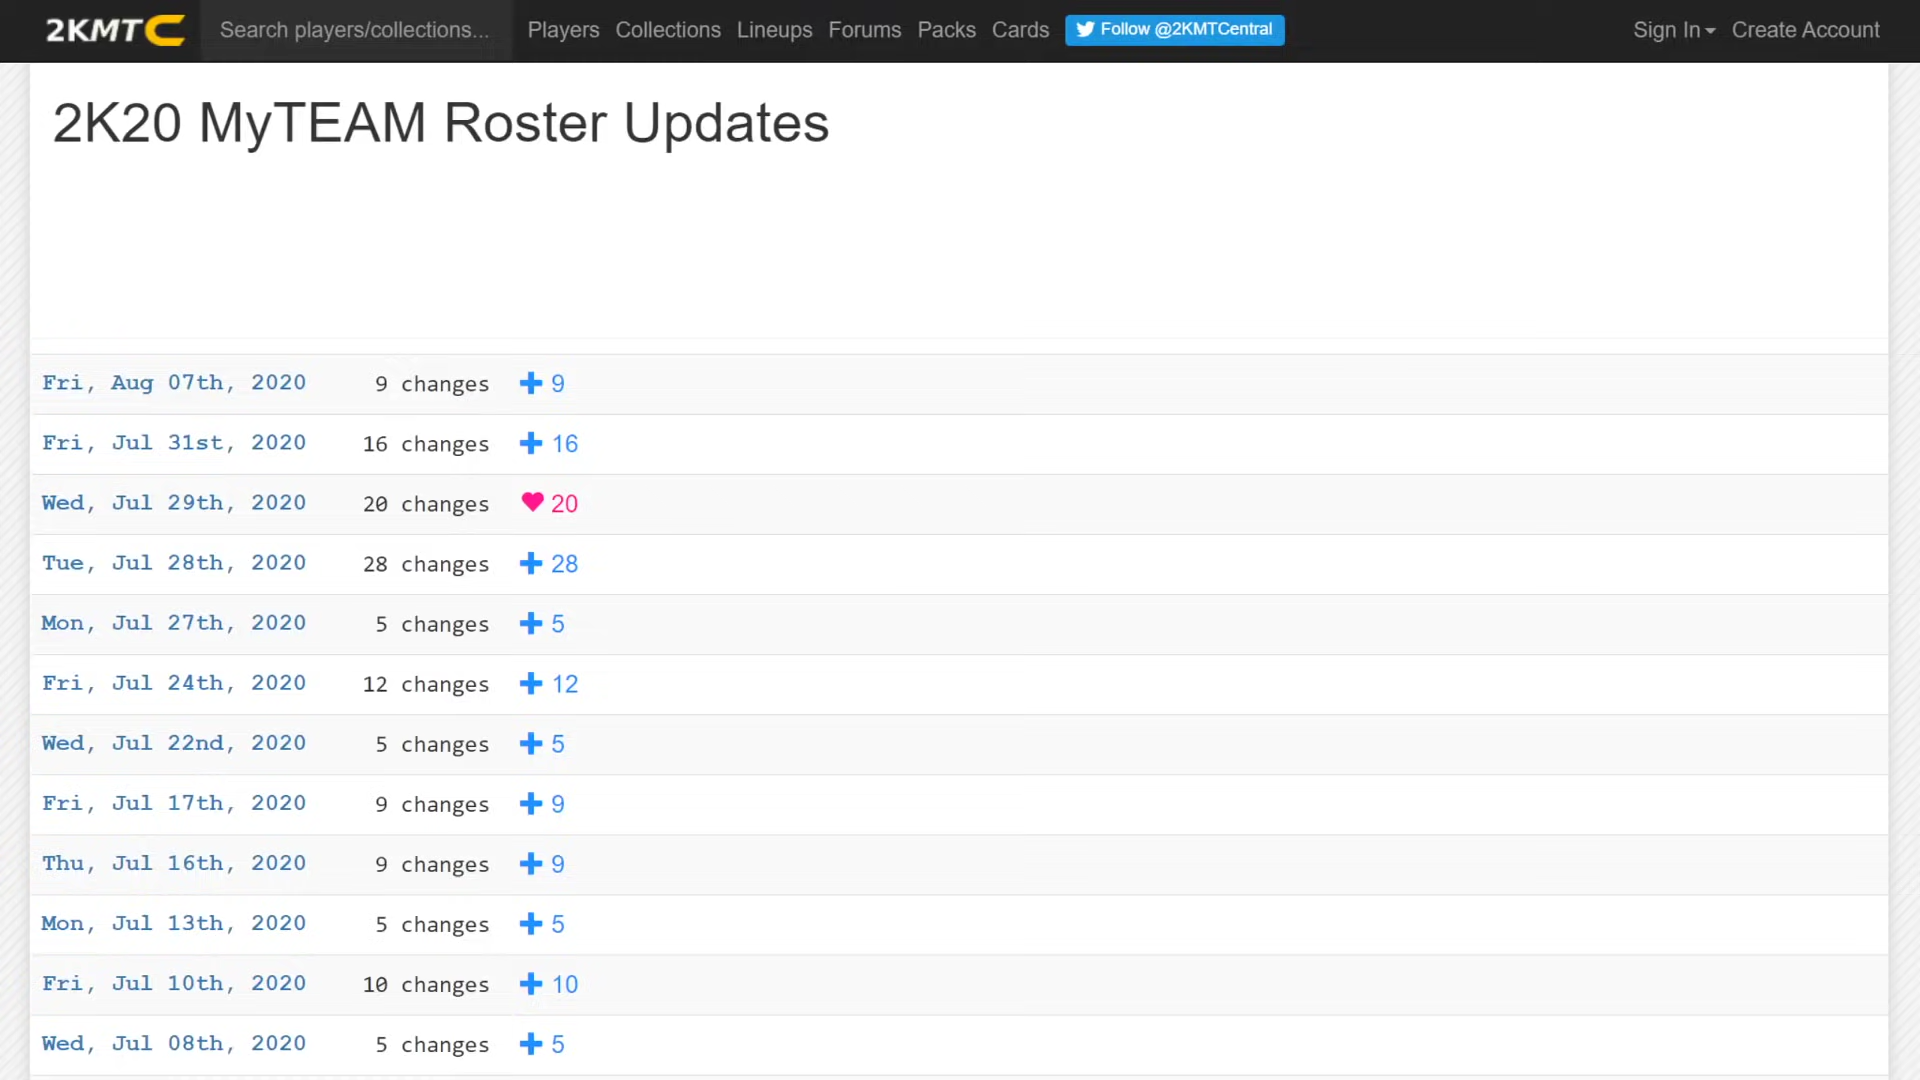 2KMTC Search players/collections... Players Collections Lineups Forums Packs Cards Follow @2KMTCentral Sign In Create Account
2K20 MyTEAM Roster Updates
Fri, Aug 07th, 2020 9 changes 9
Fri, Jul 31st, 2020 16 changes 16
Wed, Jul 29th, 2020 20 changes 20
Tue, Jul 28th, 2020 28 changes 28
Mon, Jul 27th, 2020 5 changes 5
Fri, Jul 24th, 2020 12 changes 12
Wed, Jul 22nd, 2020 5 changes 5
Fri, Jul 17th, 2020 9 changes 9
Thu, Jul 16th, 2020 9 changes 9
Mon, Jul 13th, 2020 5 changes 5
Fri, Jul 10th, 2020 10 changes 10
Wed, Jul 08th, 2020 5 changes 5